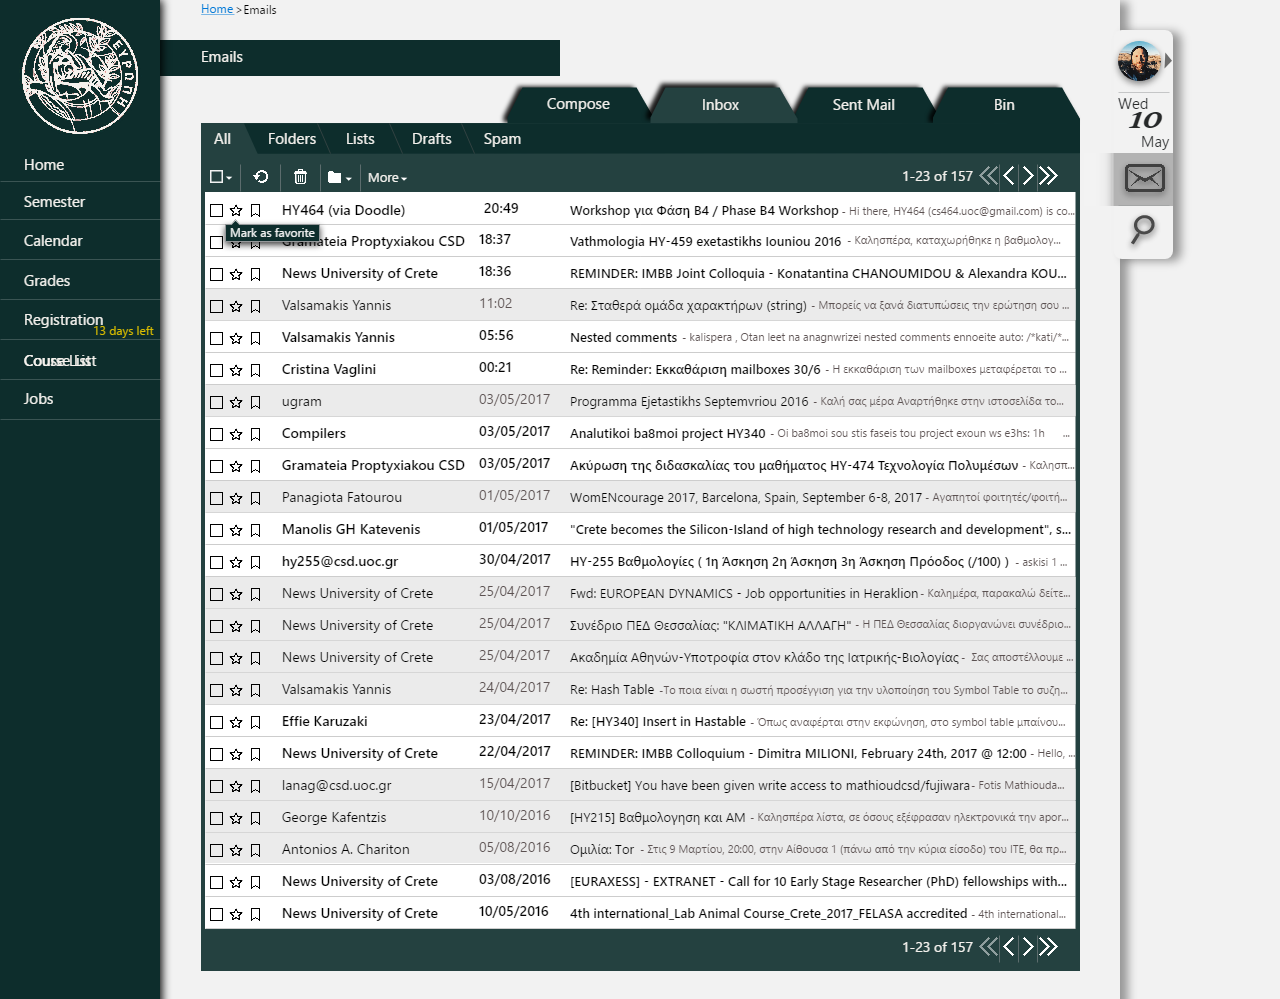 Home >Emails
Emails
ΕΥΡΩΠΗ
Compose
Inbox
Sent Mail
Bin
Wed
10
May
All
Folders
Lists
Drafts
Spam
Home
Semester
Calendar
Grades
Registration
13 days left
Course List
Jobs
More
1-23 of 157
HY464 (via Doodle) 20:49 Workshop για Φάση B4 / Phase B4 Workshop - Hi there, HY464 (cs464.uoc@gmail.com) is co...
Mark as favorite
Gramateia Proptyxiakou CSD 18:37 Vathmologia HY-459 exetastikhs Iouniou 2016 - Καλησπέρα, καταχωρήθηκε η βαθμολογ...
News University of Crete 18:36 REMINDER: IMBB Joint Colloquia - Konatantina CHANOUMIDOU & Alexandra KOU...
Valsamakis Yannis 11:02 Re: Σταθερά ομάδα χαρακτήρων (string) - Μπορείς να ξανά διατυπώσεις την ερώτηση σου ...
Valsamakis Yannis 05:56 Nested comments - kalispera , Otan leet na anagnwrizei nested comments ennoeite auto: /*kati/*...
Cristina Vaglini 00:21 Re: Reminder: Εκκαθάριση mailboxes 30/6 - Η εκκαθάριση των mailboxes μεταφέρεται το ...
ugram 03/05/2017 Programma Ejetastikhs Septemvriou 2016 - Καλή σας μέρα Αναρτήθηκε στην ιστοσελίδα το...
Compilers 03/05/2017 Analutikoi ba8moi project HY340 - Oi ba8moi sou stis faseis tou project exoun ws e3hs: 1h ...
Gramateia Proptyxiakou CSD 03/05/2017 Ακύρωση της διδασκαλίας του μαθήματος ΗΥ-474 Τεχνολογία Πολυμέσων - Καλησπ...
Panagiota Fatourou 01/05/2017 WomENcourage 2017, Barcelona, Spain, September 6-8, 2017 - Αγαπητοί φοιτητές/φοιτή...
Manolis GH Katevenis 01/05/2017 "Crete becomes the Silicon-Island of high technology research and development", s...
hy255@csd.uoc.gr 30/04/2017 HY-255 Βαθμολογίες ( 1η Άσκηση 2η Άσκηση 3η Άσκηση Πρόοδος (/100) ) - askisi 1 ...
News University of Crete 25/04/2017 Fwd: EUROPEAN DYNAMICS - Job opportunities in Heraklion - Καλημέρα, παρακαλώ δείτε...
News University of Crete 25/04/2017 Συνέδριο ΠΕΔ Θεσσαλίας: "ΚΛΙΜΑΤΙΚΗ ΑΛΛΑΓΗ" - Η ΠΕΔ Θεσσαλίας διοργανώνει συνέδριο...
News University of Crete 25/04/2017 Ακαδημία Αθηνών-Υποτροφία στον κλάδο της Ιατρικής-Βιολογίας - Σας αποστέλλουμε ...
Valsamakis Yannis 24/04/2017 Re: Hash Table -Το ποια είναι η σωστή προσέγγιση για την υλοποίηση του Symbol Table το συζη...
Effie Karuzaki 23/04/2017 Re: [HY340] Insert in Hastable - Όπως αναφέρται στην εκφώνηση, στο symbol table μπαίνου...
News University of Crete 22/04/2017 REMINDER: IMBB Colloquium - Dimitra MILIONI, February 24th, 2017 @ 12:00 - Hello, ...
lanag@csd.uoc.gr 15/04/2017 [Bitbucket] You have been given write access to mathioudcsd/fujiwara - Fotis Mathiouda...
George Kafentzis 10/10/2016 [HY215] Βαθμολογηση και ΑΜ - Καλησπέρα λίστα, σε όσους εξέφρασαν ηλεκτρονικά την apor...
Antonios A. Chariton 05/08/2016 Ομιλία: Tor - Στις 9 Μαρτίου, 20:00, στην Αίθουσα 1 (πάνω από την κύρια είσοδο) του ΙΤΕ, θα πρ...
News University of Crete 03/08/2016 [EURAXESS] - EXTRANET - Call for 10 Early Stage Researcher (PhD) fellowships with...
News University of Crete 10/05/2016 4th international_Lab Animal Course_Crete_2017_FELASA accredited - 4th international...
1-23 of 157